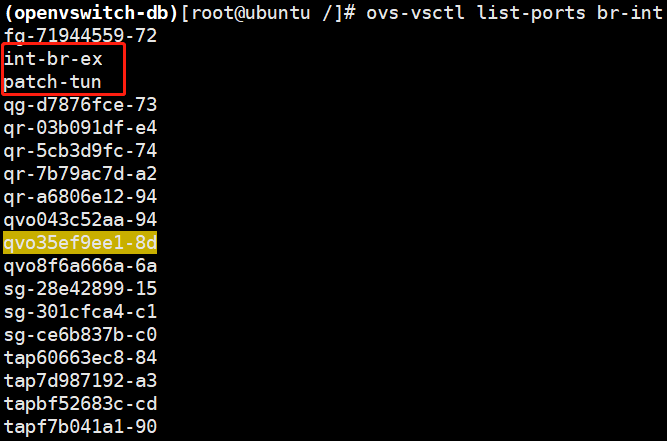 (openvswitch-db)[root@ubuntu /]# ovs-vsctl list-ports br-int
fg-71944559-72
int-br-ex
patch-tun
qg-d7876fce-73
qr-03b091df-e4
qr-5cb3d9fc-74
qr-7b79ac7d-a2
qr-a6806e12-94
qvo043c52aa-94
qvo35ef9ee1-8d
qvo8f6a666a-6a
sg-28e42899-15
sg-301cfca4-c1
sg-ce6b837b-c0
tap60663ec8-84
tap7d987192-a3
tapbf52683c-cd
tapf7b041a1-90